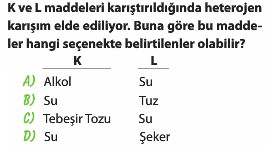 K ve L maddeleri karıştırıldığında heterojen
karışım elde ediliyor. Buna göre bu madde-
ler hangi seçenekte belirtilenler olabilir?
K L
A) Alkol Su
B) Su Tuz
C) Tebeşir Tozu Su
D) Su Şeker